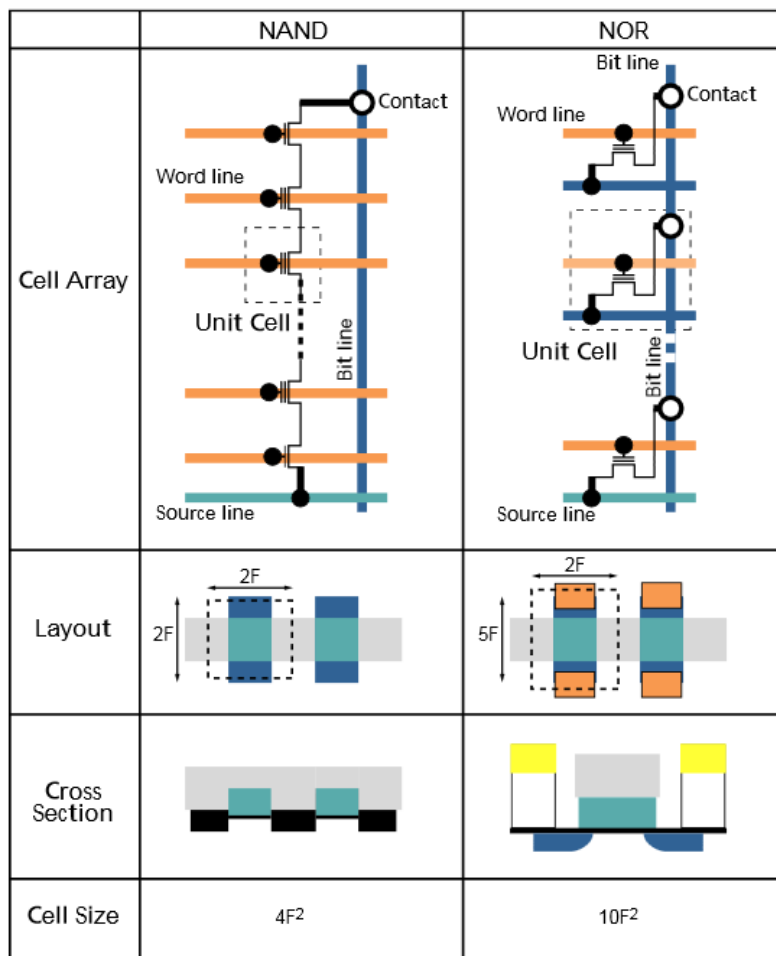 NAND
NOR
Cell Array
Contact
Word line
Unit Cell
Bit line
Source line
Bit line
Contact
Word line
Unit Cell
Bit line
Source line
Layout
2F
2F
2F
5F
Cross
Section
Cell Size
4F²
10F²